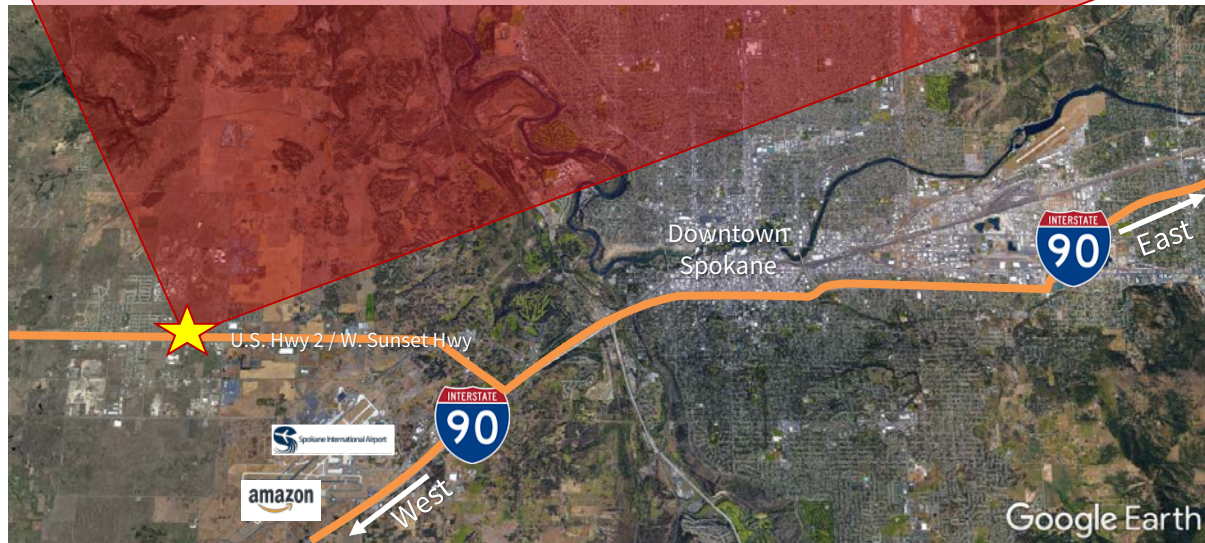 Downtown
Spokane
INTERSTATE
90
East
U.S. Hwy 2 / W. Sunset Hwy
INTERSTATE
90
Spokane International Airport
amazon
West
Google Earth